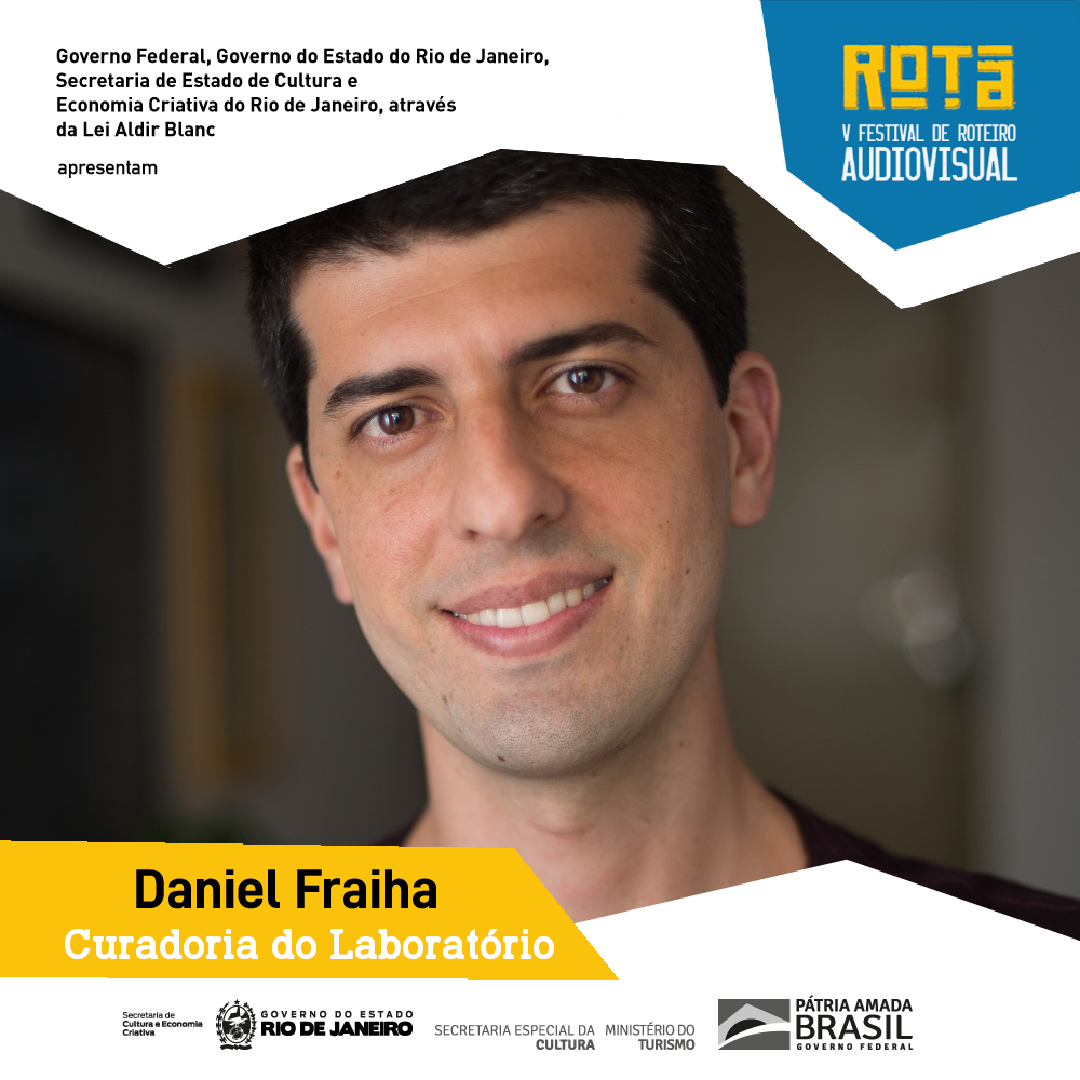 Governo Federal, Governo do Estado do Rio de Janeiro,
Secretaria de Estado de Cultura e
Economia Criativa do Rio de Janeiro, através
da Lei Aldir Blanc
apresentam
ROTA
V FESTIVAL DE ROTEIRO
AUDIOVISUAL
Daniel Fraiha
Curadoria do Laboratório
Secretaria de
Cultura e Economia
Criativa
GOVERNO DO ESTADO
RIO DE JANEIRO
SECRETARIA ESPECIAL DA
CULTURA
MINISTÉRIO DO
TURISMO
PÁTRIA AMADA
BRASIL
GOVERNO FEDERAL